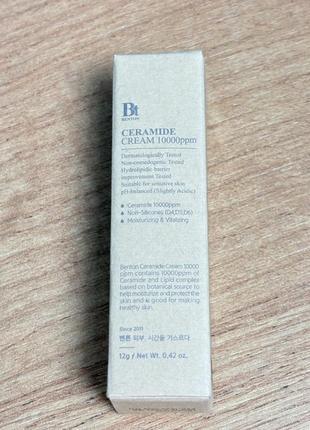 Bt
BENTON
CERAMIDE
CREAM 10000ppm
Dermatologically Tested
Non-comedogenic Tested
Hydrolipidic barrier
improvement Tested
Suitable for sensitive skin
pH-balanced (Slightly Acidic)
Ceramide 10000ppm
Non-Silicones (D4,D5,D6)
Moisturizing & Vitalizing
Benton Ceramide Cream 10000
ppm contains 10000ppm of
Ceramide and Lipid complex
based on botanical source to
help moisturize and protect the
skin and is good for making
healthy skin.
Since 2011
벤튼 피부, 시간을 거스르다
12g / Net Wt. 0.42 oz.